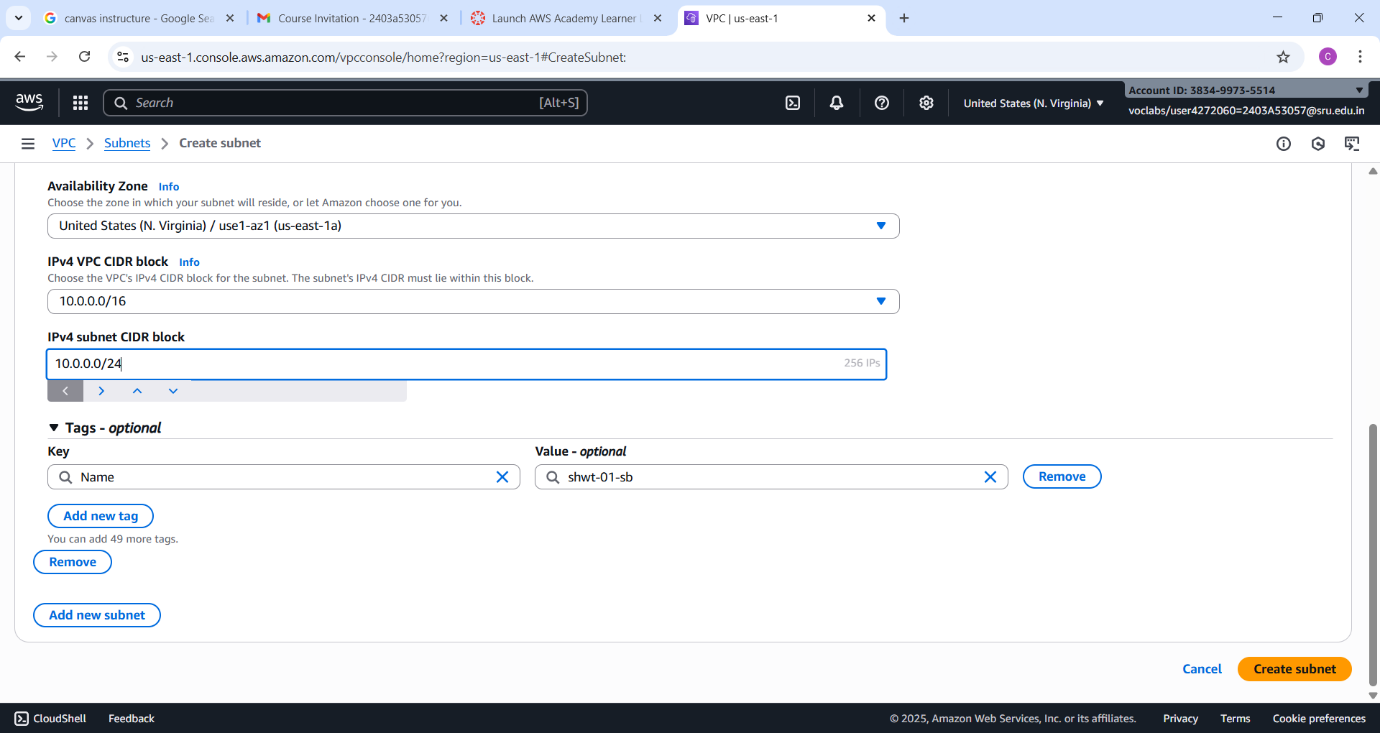 canvas instructure - Google Sea
Course Invitation - 2403a53057
Launch AWS Academy Learner
VPC | us-east-1
us-east-1.console.aws.amazon.com/vpcconsole/home?region=us-east-1#CreateSubnet:
C
aws
Search
[Alt+S]
United States (N. Virginia)
Account ID: 3834-9973-5514
voclabs/user4272060=2403A53057@sru.edu.in
VPC > Subnets > Create subnet
Availability Zone Info
Choose the zone in which your subnet will reside, or let Amazon choose one for you.
United States (N. Virginia) / use1-az1 (us-east-1a)
IPv4 VPC CIDR block Info
Choose the VPC's IPv4 CIDR block for the subnet. The subnet's IPv4 CIDR must lie within this block.
10.0.0.0/16
IPv4 subnet CIDR block
10.0.0.0/24 256 IPs
Tags - optional
Key Value - optional
Name shwt-01-sb Remove
Add new tag
You can add 49 more tags.
Remove
Add new subnet
Cancel Create subnet
CloudShell Feedback © 2025, Amazon Web Services, Inc. or its affiliates. Privacy Terms Cookie preferences